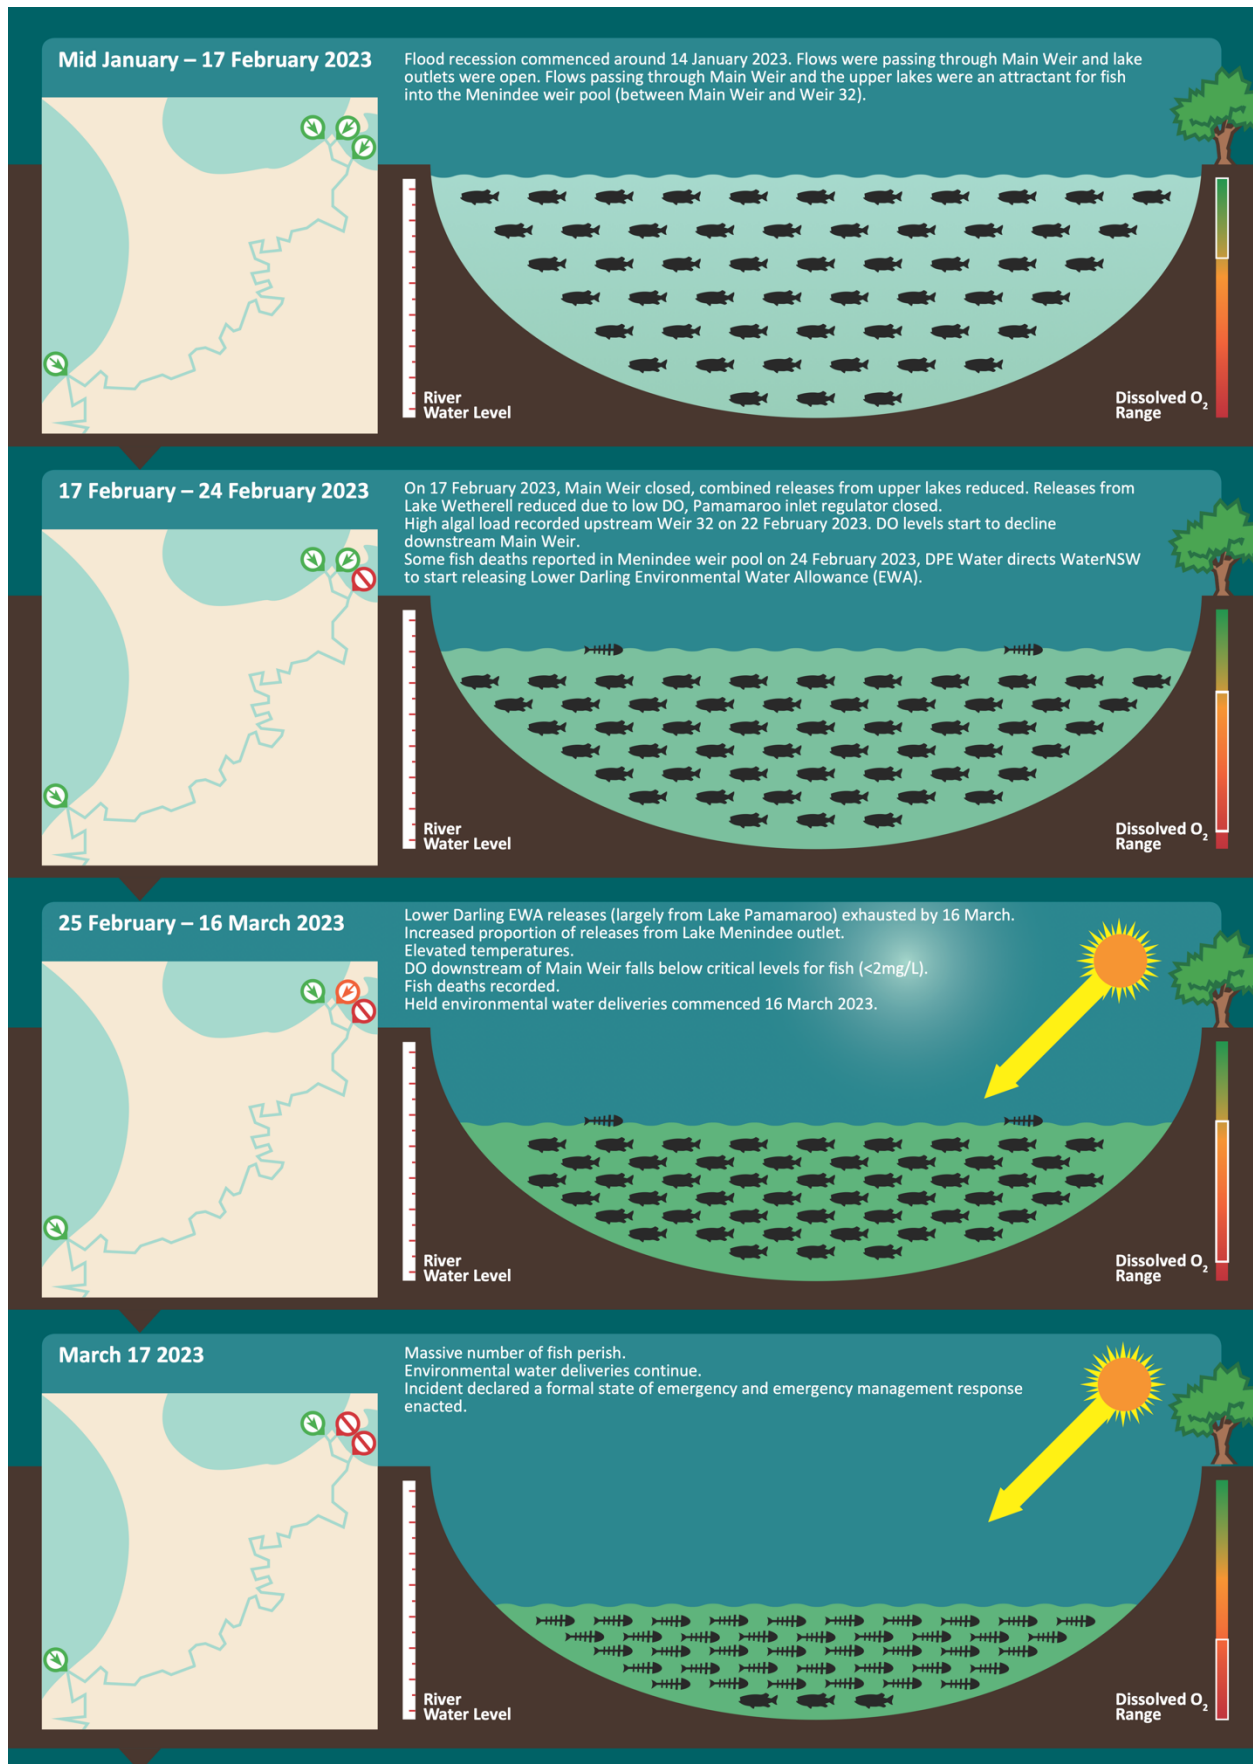 Mid January – 17 February 2023
Flood recession commenced around 14 January 2023. Flows were passing through Main Weir and lake
outlets were open. Flows passing through Main Weir and the upper lakes were an attractant for fish
into the Menindee weir pool (between Main Weir and Weir 32).
River
Water Level
Dissolved O2
Range
17 February – 24 February 2023
On 17 February 2023, Main Weir closed, combined releases from upper lakes reduced. Releases from
Lake Wetherell reduced due to low DO, Pamamaroo inlet regulator closed.
High algal load recorded upstream Weir 32 on 22 February 2023. DO levels start to decline
downstream Main Weir.
Some fish deaths reported in Menindee weir pool on 24 February 2023, DPE Water directs WaterNSW
to start releasing Lower Darling Environmental Water Allowance (EWA).
River
Water Level
Dissolved O2
Range
25 February – 16 March 2023
Lower Darling EWA releases (largely from Lake Pamamaroo) exhausted by 16 March.
Increased proportion of releases from Lake Menindee outlet.
Elevated temperatures.
DO downstream of Main Weir falls below critical levels for fish (<2mg/L).
Fish deaths recorded.
Held environmental water deliveries commenced 16 March 2023.
River
Water Level
Dissolved O2
Range
March 17 2023
Massive number of fish perish.
Environmental water deliveries continue.
Incident declared a formal state of emergency and emergency management response
enacted.
River
Water Level
Dissolved O2
Range